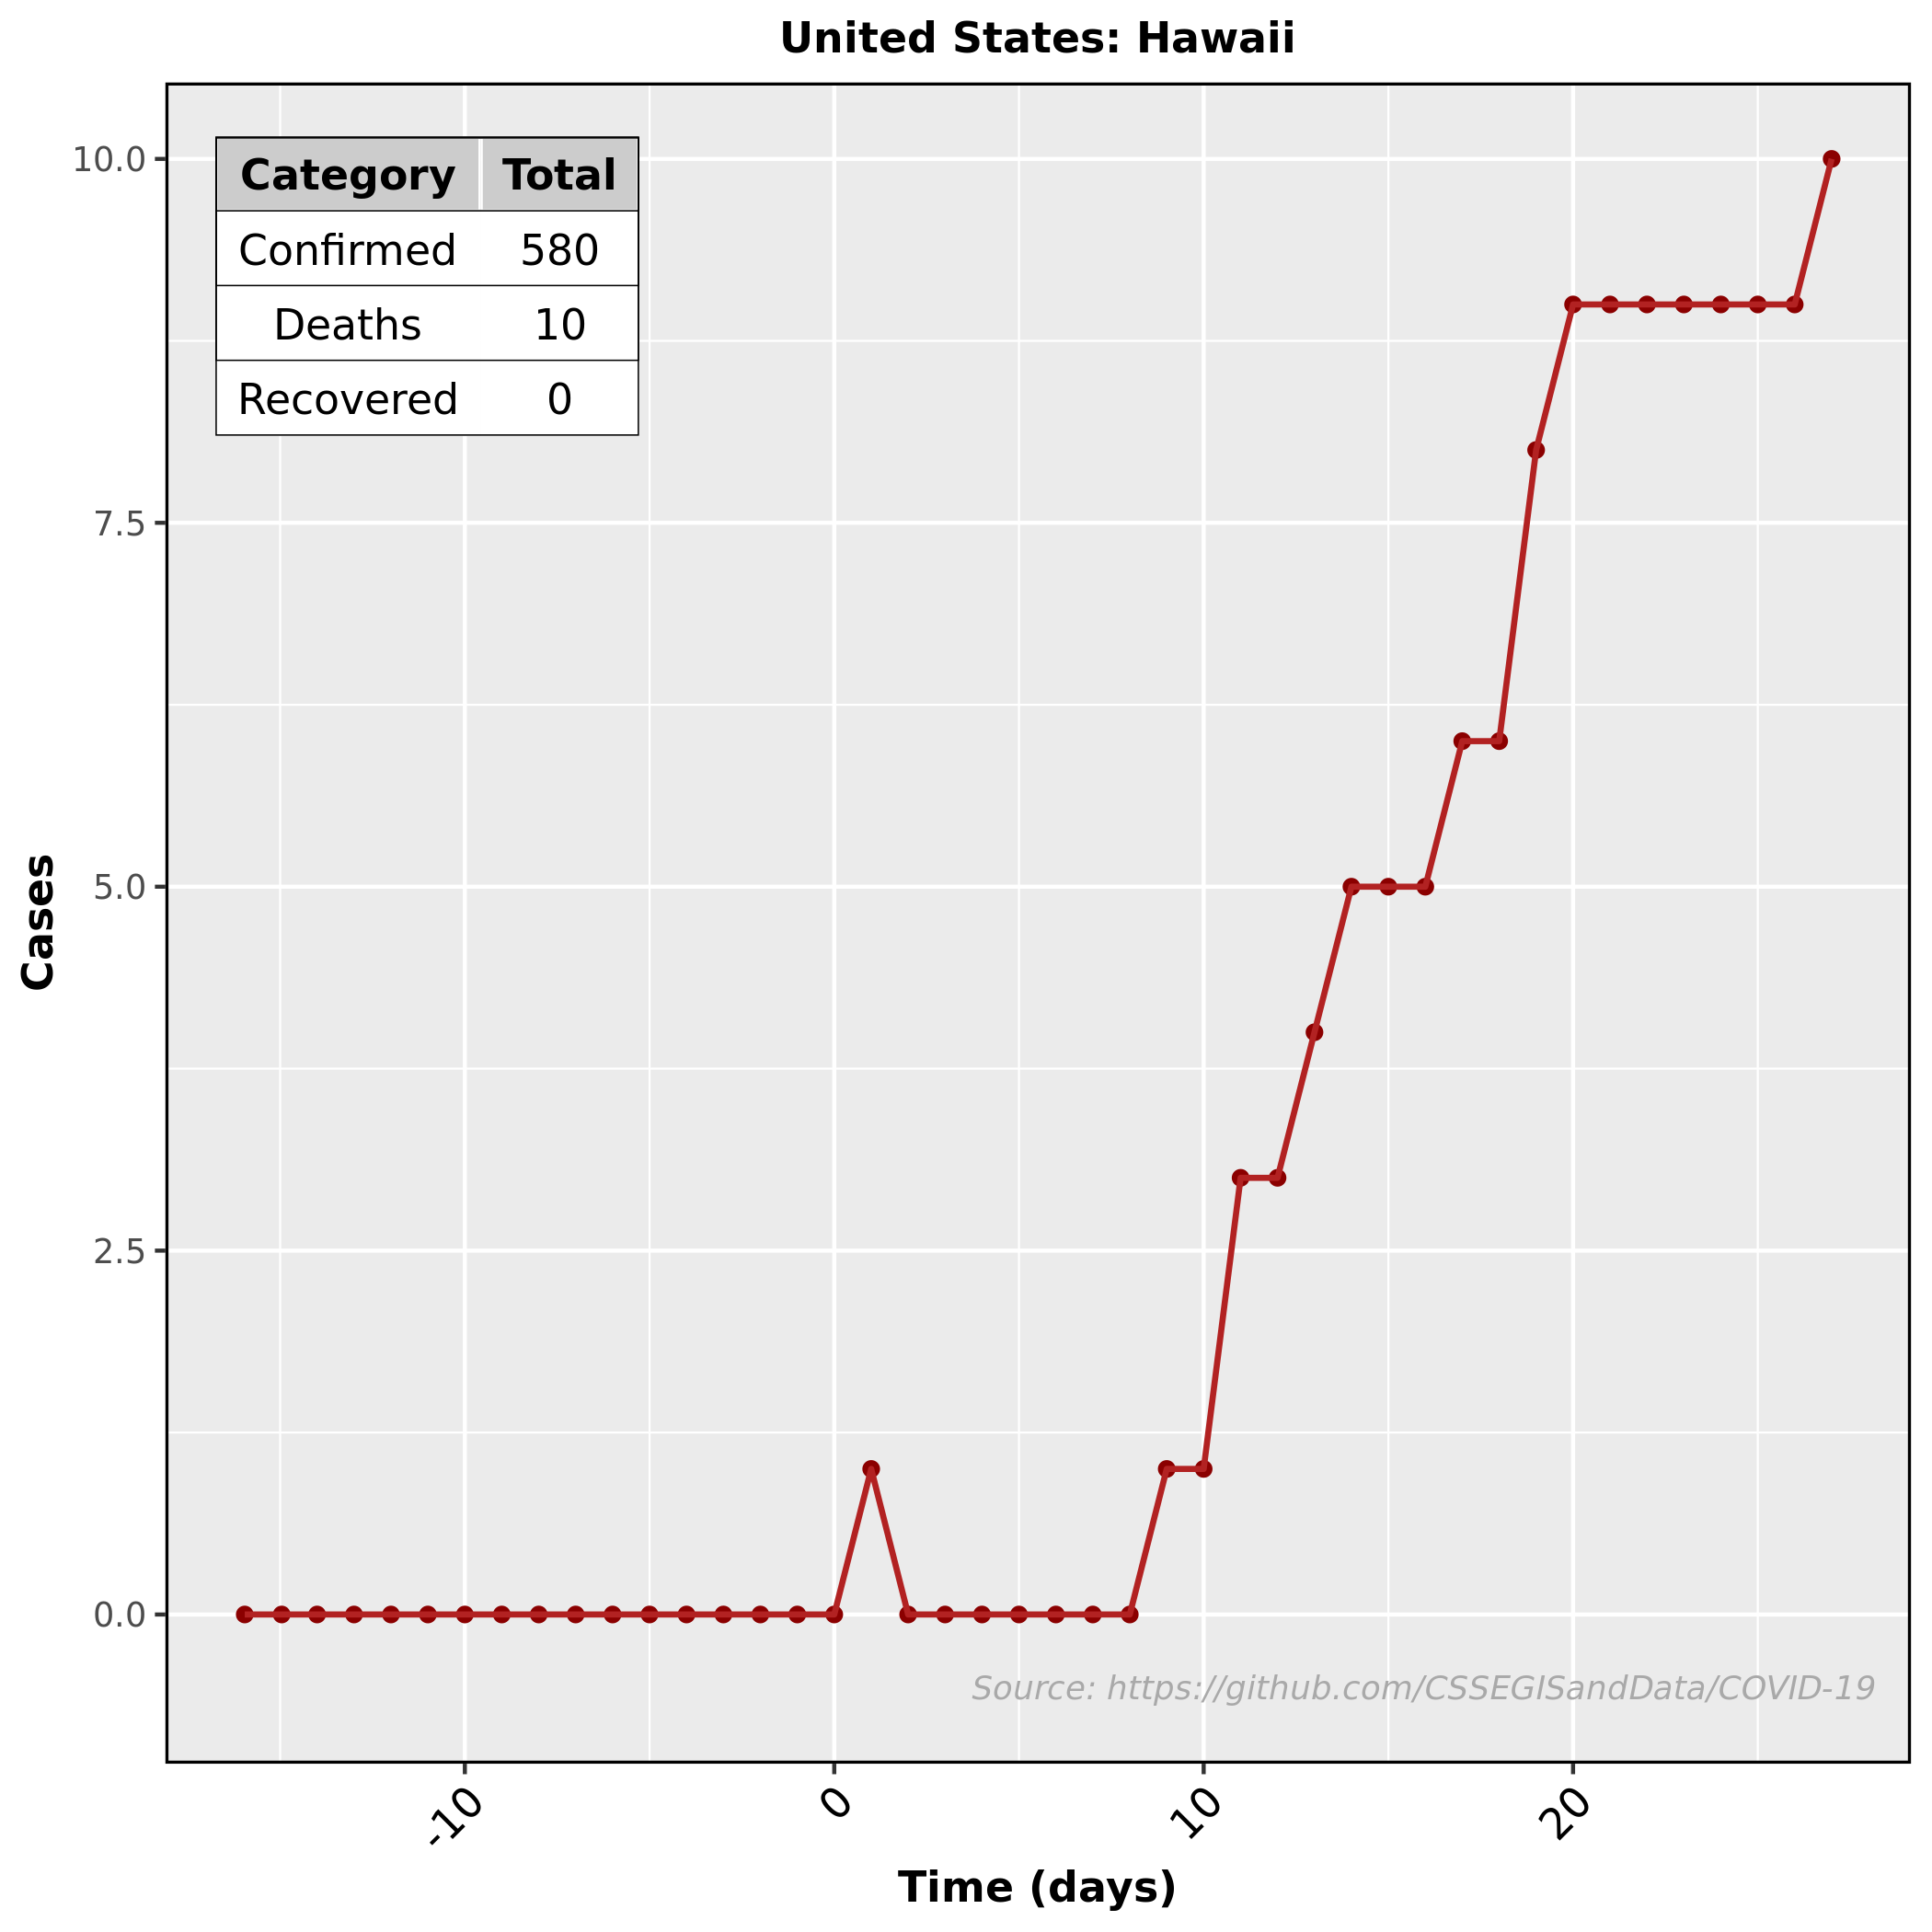 United States: Hawaii
Category Total
Confirmed 580
Deaths 10
Recovered 0
10.0
7.5
5.0
2.5
0.0
Cases
Source: https://github.com/CSSEGISandData/COVID-19
-10 0 10 20
Time (days)